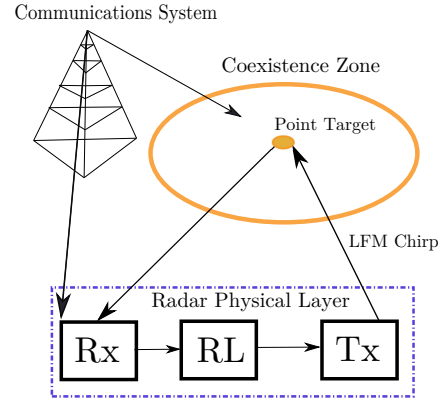 Communications System
Coexistence Zone
Point Target
LFM Chirp
Radar Physical Layer
Rx
RL
Tx